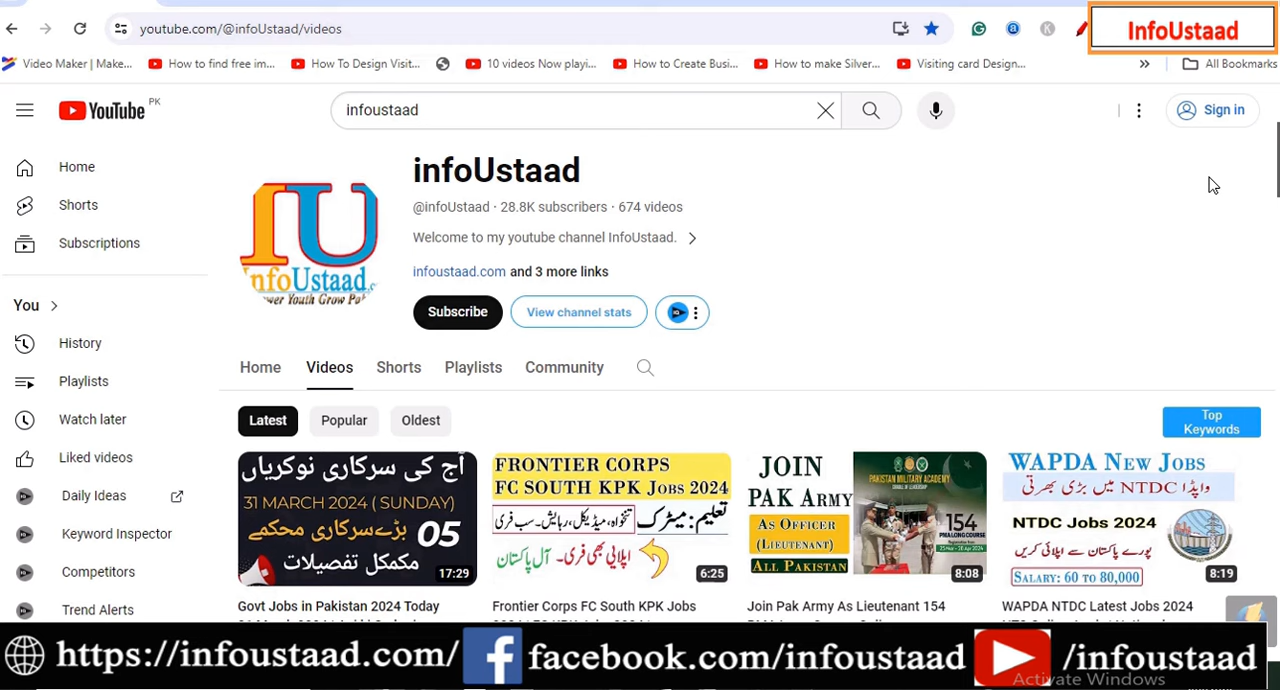 youtube.com/@infoUstaad/videos
InfoUstaad
Video Maker | Make...
How to find free im...
How To Design Visit...
10 videos Now playi...
How to Create Busi...
How to make Silver...
Visiting card Design...
»
All Bookmarks
YouTube PK
infoustaad
Sign in
infoUstaad
IU
InfoUstaad.c
@infoUstaad · 28.8K subscribers · 674 videos
Welcome to my youtube channel InfoUstaad.
infoustaad.com and 3 more links
Subscribe
View channel stats
Home
Shorts
Subscriptions
You
History
Playlists
Watch later
Liked videos
Daily Ideas
Keyword Inspector
Competitors
Trend Alerts
Home Videos Shorts Playlists Community
Latest Popular Oldest
Top
Keywords
آج کی سرکاری نوکریاں
31 MARCH 2024 (SUNDAY)
05 بڑے سرکاری محکمے
مکمکل تفصیلات
17:29
Govt Jobs in Pakistan 2024 Today
FRONTIER CORPS
FC SOUTH KPK JOBS 2024
تعلیم: میٹرک
تنخواہ، میڈیکل، رہائش۔ سب فری
اپلائی بھی فری۔ آل پاکستان
6:25
Frontier Corps FC South KPK Jobs
JOIN
PAK ARMY
AS OFFICER
(LIEUTENANT)
ALL PAKISTAN
PAKISTAN MILITARY ACADEMY
154
PMA LONG COURSE
8:08
Join Pak Army As Lieutenant 154
WAPDA NEW JOBS
واپڈا NTDC میں بڑی بھرتی
NTDC JOBS 2024
پورے پاکستان سے اپلائی کریں
SALARY: 60 TO 80,000
8:19
WAPDA NTDC Latest Jobs 2024
https://infoustaad.com/ facebook.com/infoustaad /infoustaad
Activate Windows